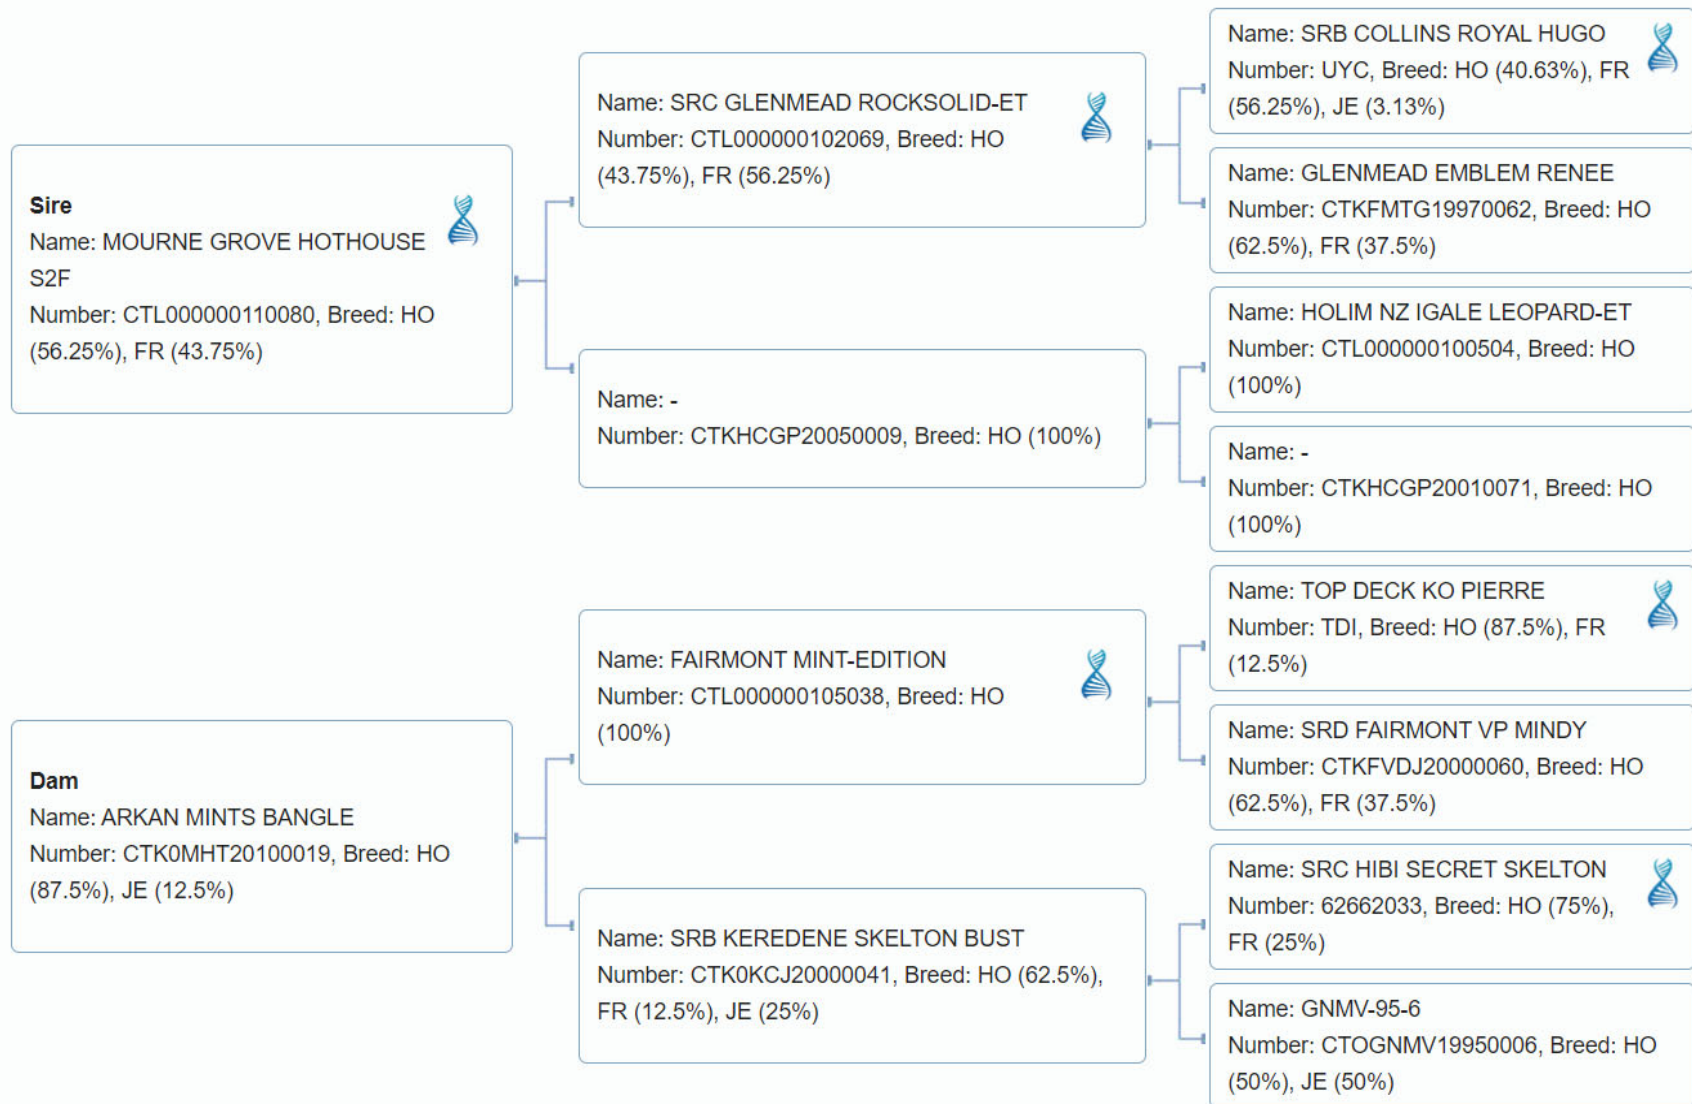 Sire
Name: MOURNE GROVE HOTHOUSE
S2F
Number: CTL000000110080, Breed: HO
(56.25%), FR (43.75%)
Name: SRC GLENMEAD ROCKSOLID-ET
Number: CTL000000102069, Breed: HO
(43.75%), FR (56.25%)
Name: SRB COLLINS ROYAL HUGO
Number: UYC, Breed: HO (40.63%), FR
(56.25%), JE (3.13%)
Name: GLENMEAD EMBLEM RENEE
Number: CTKFMTG19970062, Breed: HO
(62.5%), FR (37.5%)
Name: -
Number: CTKHCGP20050009, Breed: HO (100%)
Name: HOLIM NZ IGALE LEOPARD-ET
Number: CTL000000100504, Breed: HO
(100%)
Name: -
Number: CTKHCGP20010071, Breed: HO
(100%)
Dam
Name: ARKAN MINTS BANGLE
Number: CTK0MHT20100019, Breed: HO
(87.5%), JE (12.5%)
Name: FAIRMONT MINT-EDITION
Number: CTL000000105038, Breed: HO
(100%)
Name: TOP DECK KO PIERRE
Number: TDI, Breed: HO (87.5%), FR
(12.5%)
Name: SRD FAIRMONT VP MINDY
Number: CTKFVDJ20000060, Breed: HO
(62.5%), FR (37.5%)
Name: SRB KEREDENE SKELTON BUST
Number: CTK0KCJ20000041, Breed: HO (62.5%),
FR (12.5%), JE (25%)
Name: SRC HIBI SECRET SKELTON
Number: 62662033, Breed: HO (75%),
FR (25%)
Name: GNMV-95-6
Number: CTOGNMV19950006, Breed: HO
(50%), JE (50%)